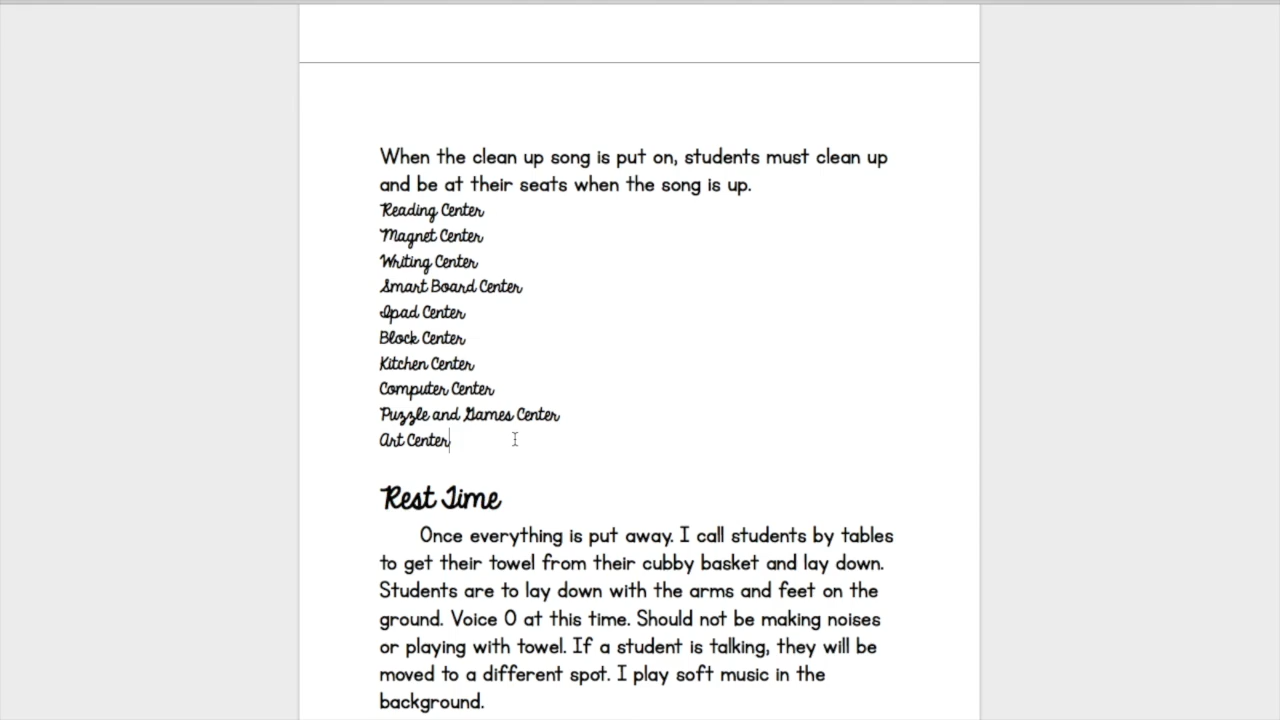 When the clean up song is put on, students must clean up
and be at their seats when the song is up.
Reading Center
Magnet Center
Writing Center
Smart Board Center
Ipad Center
Block Center
Kitchen Center
Computer Center
Puzzle and Games Center
Art Center
Rest Time
Once everything is put away. I call students by tables
to get their towel from their cubby basket and lay down.
Students are to lay down with the arms and feet on the
ground. Voice 0 at this time. Should not be making noises
or playing with towel. If a student is talking, they will be
moved to a different spot. I play soft music in the
background.